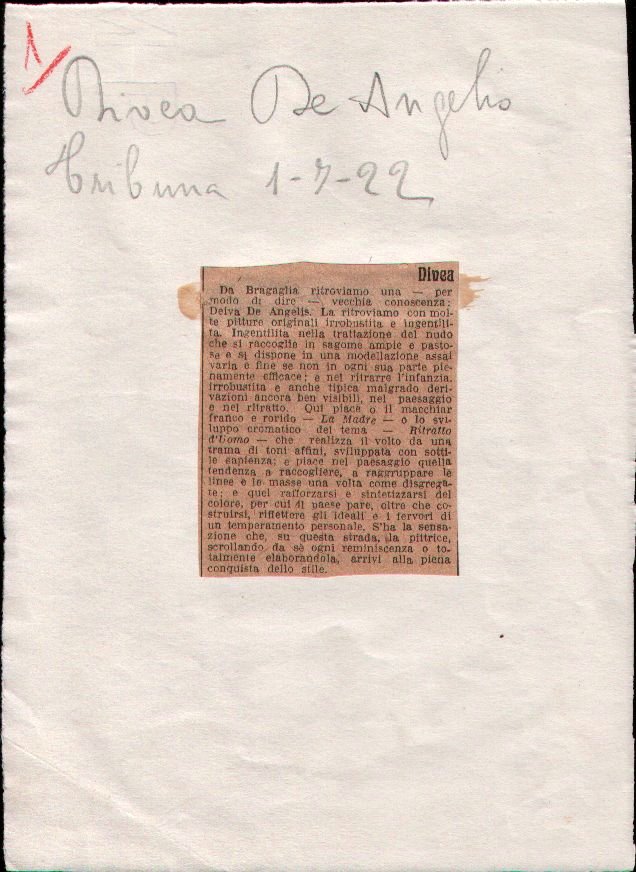 1
Divea De Angelis
Tribuna 1-7-22
Divea
Da Bragaglia ritroviamo una — per
modo di dire — vecchia conoscenza:
Deiva De Angelis. La ritroviamo con mol-
te pitture originali irrobustita e ingentili-
ta. Ingentilita nella trattazione del nudo
che si raccoglie in sagome ampie e pasto-
se e si dispone in una modellazione assai
varia e fine se non in ogni sua parte pie-
namente efficace; e nel ritrarre l'infanzia.
Irrobustita e anche tipica malgrado deri-
vazioni ancora ben visibili, nel paesaggio
e nel ritratto. Qui piace o il macchiar
franco e rorido — La Madre — o lo svi-
luppo cromatico del tema — Ritratto
d'Uomo — che realizza il volto da una
trama di toni affini, sviluppata con sotti-
le sapienza; e piace nel paesaggio quella
tendenza a raccogliere, a raggruppare le
linee e le masse una volta come disgrega-
te; e quel rafforzarsi e sintetizzarsi del
colore, per cui il paese pare, oltre che co-
struirsi, riflettere gli ideali e i fervori di
un temperamento personale. S'ha la sensa-
zione che, su questa strada, la pittrice,
scrollando da sè ogni reminiscenza o to-
talmente elaborandola, arrivi alla piena
conquista dello stile.